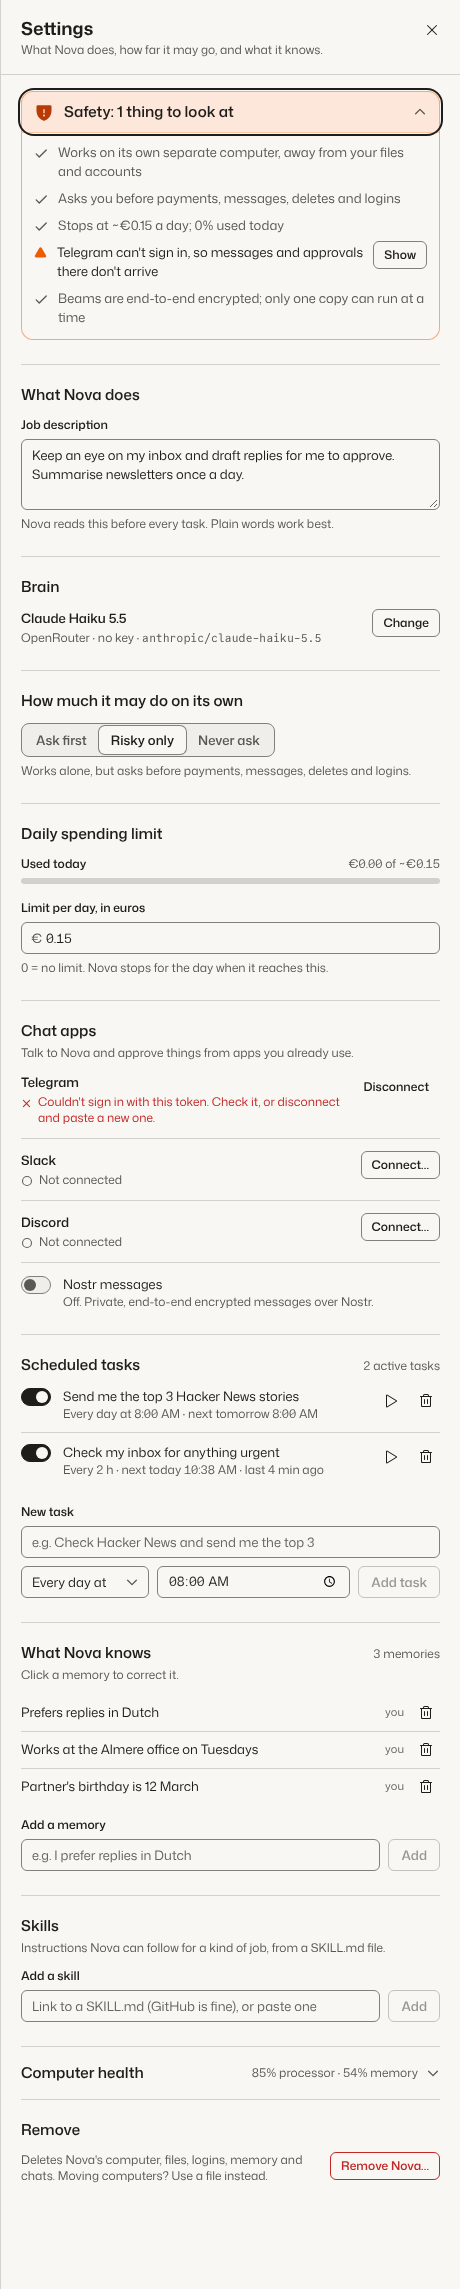 Settings
What Nova does, how far it may go, and what it knows.
Safety: 1 thing to look at
Works on its own separate computer, away from your files
and accounts
Asks you before payments, messages, deletes and logins
Stops at ~€0.15 a day; 0% used today
Telegram can't sign in, so messages and approvals
there don't arrive
Show
Beams are end-to-end encrypted; only one copy can run at a
time
What Nova does
Job description
Keep an eye on my inbox and draft replies for me to approve.
Summarise newsletters once a day.
Nova reads this before every task. Plain words work best.
Brain
Claude Haiku 5.5
OpenRouter · no key · anthropic/claude-haiku-5.5
Change
How much it may do on its own
Ask first Risky only Never ask
Works alone, but asks before payments, messages, deletes and logins.
Daily spending limit
Used today €0.00 of ~€0.15
Limit per day, in euros
€ 0.15
0 = no limit. Nova stops for the day when it reaches this.
Chat apps
Talk to Nova and approve things from apps you already use.
Telegram
Couldn't sign in with this token. Check it, or disconnect
and paste a new one.
Disconnect
Slack
Not connected
Connect...
Discord
Not connected
Connect...
Nostr messages
Off. Private, end-to-end encrypted messages over Nostr.
Scheduled tasks 2 active tasks
Send me the top 3 Hacker News stories
Every day at 8:00 AM · next tomorrow 8:00 AM
Check my inbox for anything urgent
Every 2 h · next today 10:38 AM · last 4 min ago
New task
e.g. Check Hacker News and send me the top 3
Every day at 08:00 AM Add task
What Nova knows 3 memories
Click a memory to correct it.
Prefers replies in Dutch you
Works at the Almere office on Tuesdays you
Partner's birthday is 12 March you
Add a memory
e.g. I prefer replies in Dutch Add
Skills
Instructions Nova can follow for a kind of job, from a SKILL.md file.
Add a skill
Link to a SKILL.md (GitHub is fine), or paste one Add
Computer health 85% processor · 54% memory
Remove
Deletes Nova's computer, files, logins, memory and
chats. Moving computers? Use a file instead.
Remove Nova...